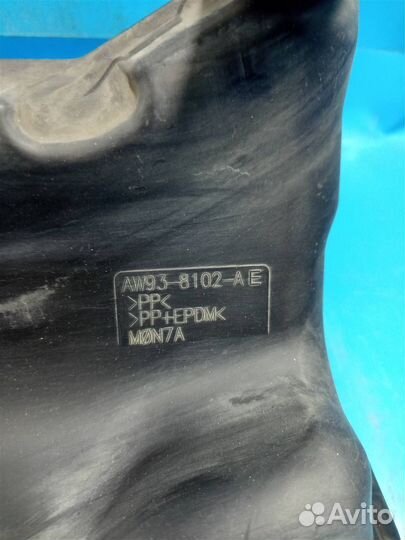 AW93-8102-AE
>PP<
>PP+EPDM<
MØN7A
Avito